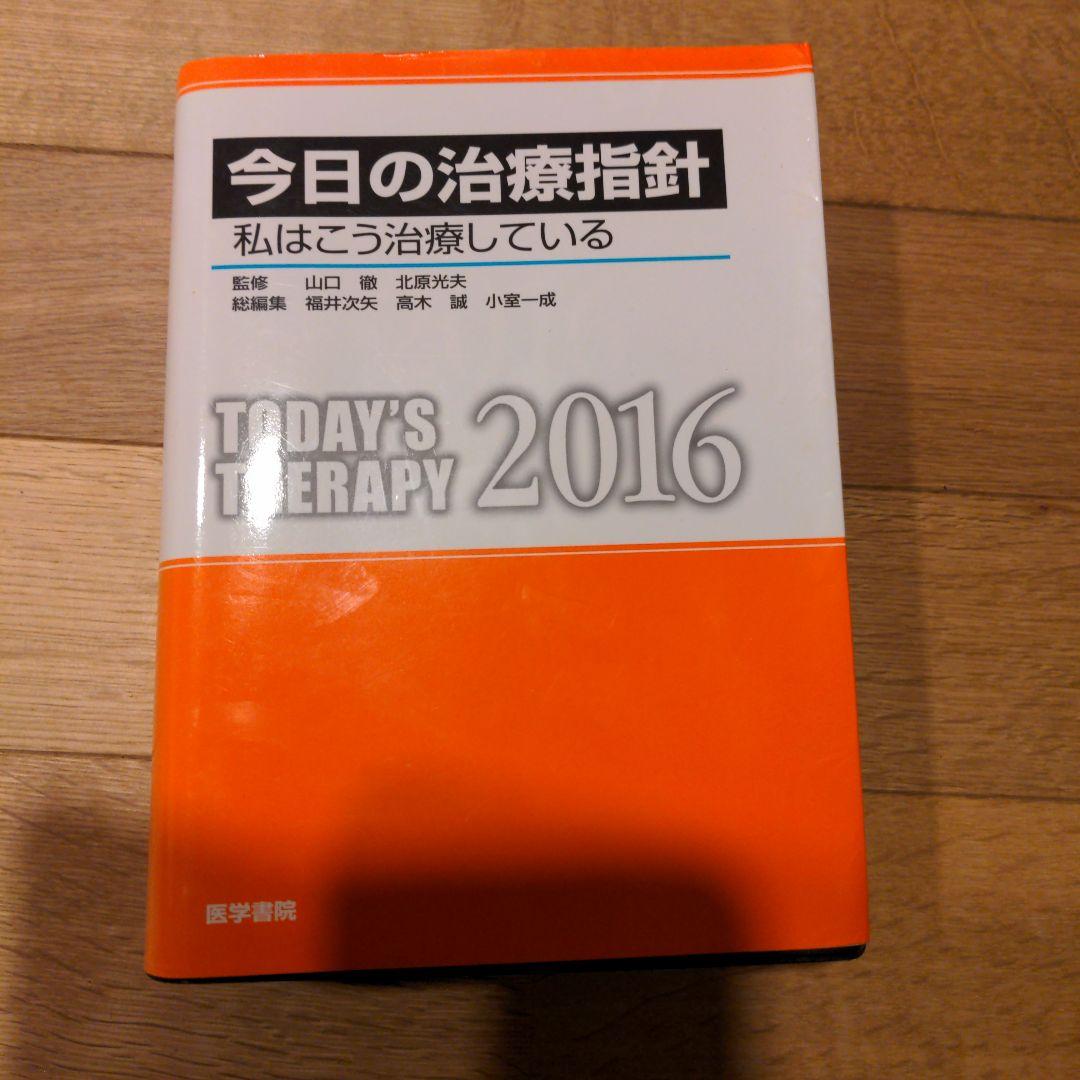 今日の治療指針
私はこう治療している
監修 山口 徹 北原光夫
総編集 福井次矢 高木 誠 小室一成
TODAY'S
THERAPY 2016
医学書院